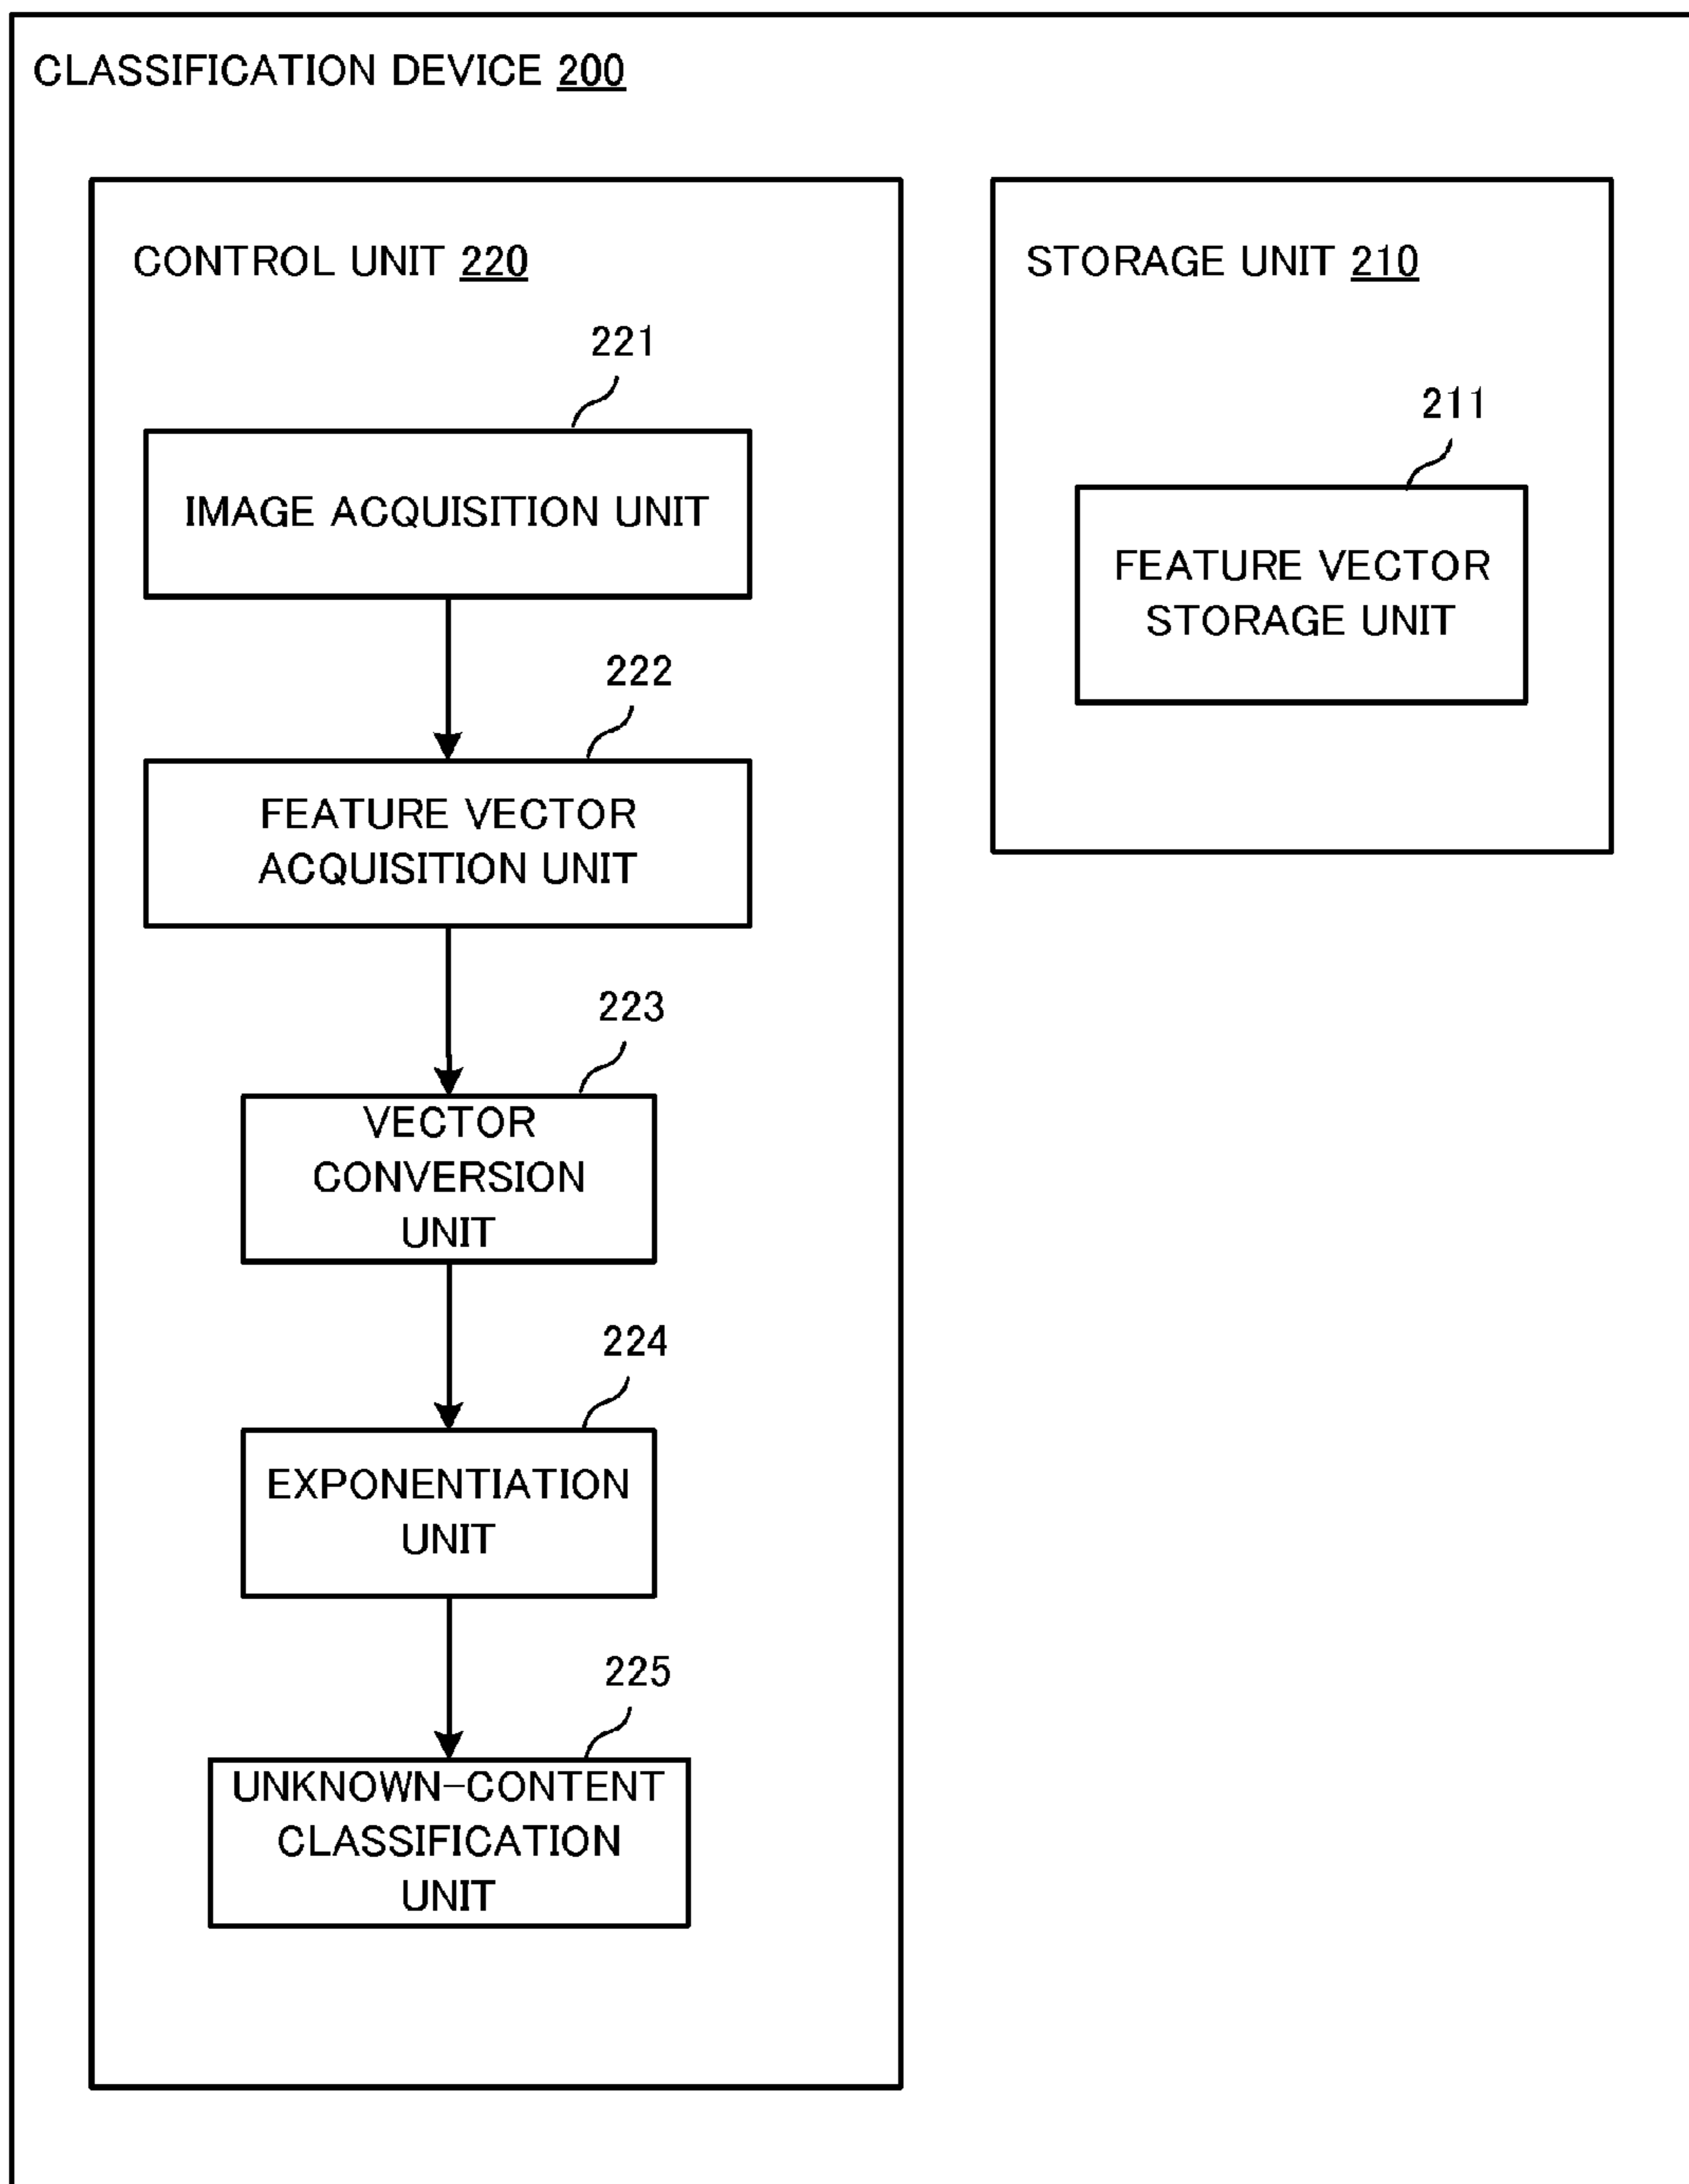 CLASSIFICATION DEVICE 200
CONTROL UNIT 220
221
IMAGE ACQUISITION UNIT
222
FEATURE VECTOR
ACQUISITION UNIT
223
VECTOR
CONVERSION
UNIT
224
EXPONENTIATION
UNIT
225
UNKNOWN-CONTENT
CLASSIFICATION
UNIT
STORAGE UNIT 210
211
FEATURE VECTOR
STORAGE UNIT